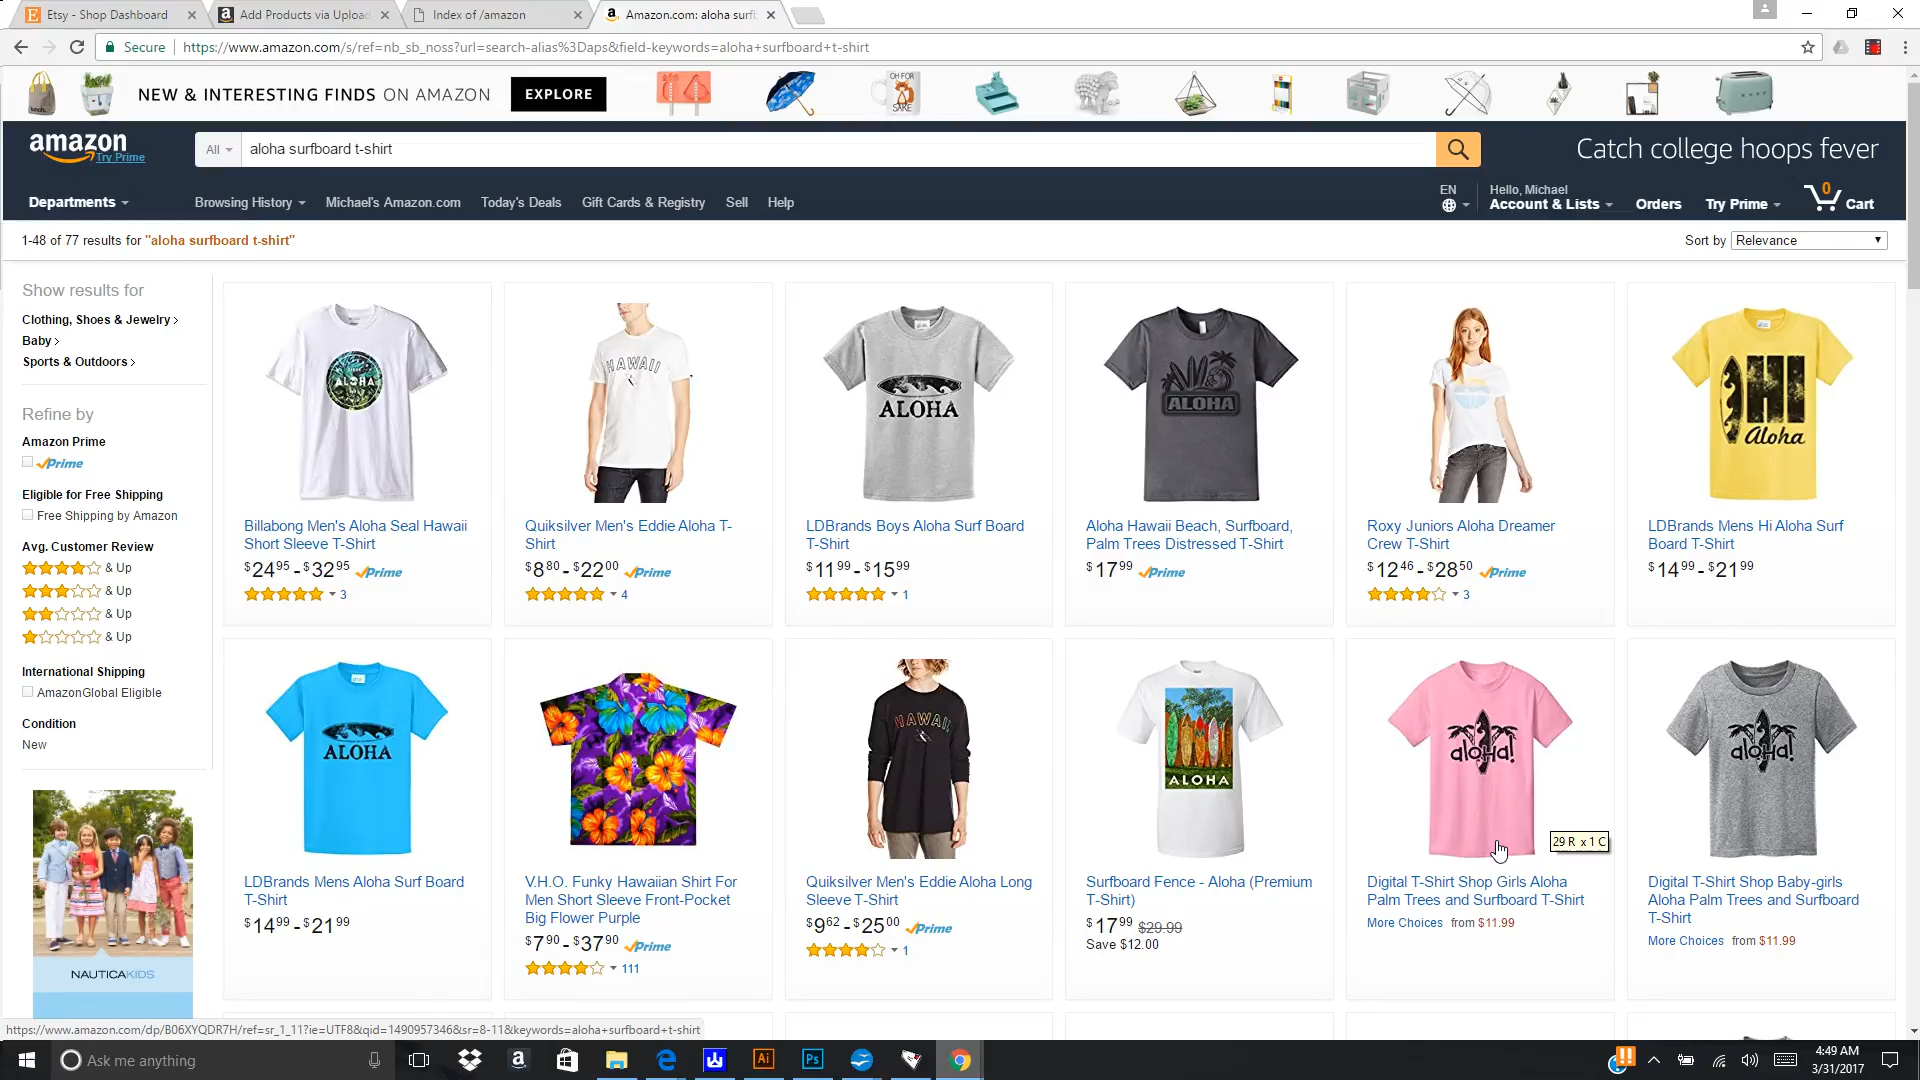 Etsy - Shop Dashboard
Add Products via Upload
Index of /amazon
Amazon.com: aloha surfb
Secure
https://www.amazon.com/s/ref=nb_sb_noss?url=search-alias%3Daps&field-keywords=aloha+surfboard+t-shirt
NEW & INTERESTING FINDS ON AMAZON
EXPLORE
OH FOR
SAKE
amazon
Try Prime
All
aloha surfboard t-shirt
Catch college hoops fever
Departments
Browsing History
Michael's Amazon.com
Today's Deals
Gift Cards & Registry
Sell
Help
EN
Hello, Michael
Account & Lists
Orders
Try Prime
0
Cart
1-48 of 77 results for "aloha surfboard t-shirt"
Sort by
Relevance
Show results for
Clothing, Shoes & Jewelry
Baby
Sports & Outdoors
Refine by
Amazon Prime
Prime
Eligible for Free Shipping
Free Shipping by Amazon
Avg. Customer Review
& Up
& Up
& Up
& Up
International Shipping
AmazonGlobal Eligible
Condition
New
NAUTICAKIDS
ALOHA
Billabong Men's Aloha Seal Hawaii
Short Sleeve T-Shirt
$24.95 - $32.95 Prime
3
HAWAII
Quiksilver Men's Eddie Aloha T-
Shirt
$8.80 - $22.00 Prime
4
ALOHA
LDBrands Boys Aloha Surf Board
T-Shirt
$11.99 - $15.99
1
ALOHA
Aloha Hawaii Beach, Surfboard,
Palm Trees Distressed T-Shirt
$17.99 Prime
Roxy Juniors Aloha Dreamer
Crew T-Shirt
$12.46 - $28.50 Prime
3
HI
Aloha
LDBrands Mens Hi Aloha Surf
Board T-Shirt
$14.99 - $21.99
ALOHA
LDBrands Mens Aloha Surf Board
T-Shirt
$14.99 - $21.99
V.H.O. Funky Hawaiian Shirt For
Men Short Sleeve Front-Pocket
Big Flower Purple
$7.90 - $37.90 Prime
111
HAWAII
Quiksilver Men's Eddie Aloha Long
Sleeve T-Shirt
$9.62 - $25.00 Prime
1
ALOHA
Surfboard Fence - Aloha (Premium
T-Shirt)
$17.99 $29.99
Save $12.00
aloha!
29 R x 1 C
Digital T-Shirt Shop Girls Aloha
Palm Trees and Surfboard T-Shirt
More Choices from $11.99
aloha!
Digital T-Shirt Shop Baby-girls
Aloha Palm Trees and Surfboard
T-Shirt
More Choices from $11.99
https://www.amazon.com/dp/B06XYQDR7H/ref=sr_1_11?ie=UTF8&qid=1490957346&sr=8-11&keywords=aloha+surfboard+t-shirt
Ask me anything
Ai
Ps
4:49 AM
3/31/2017